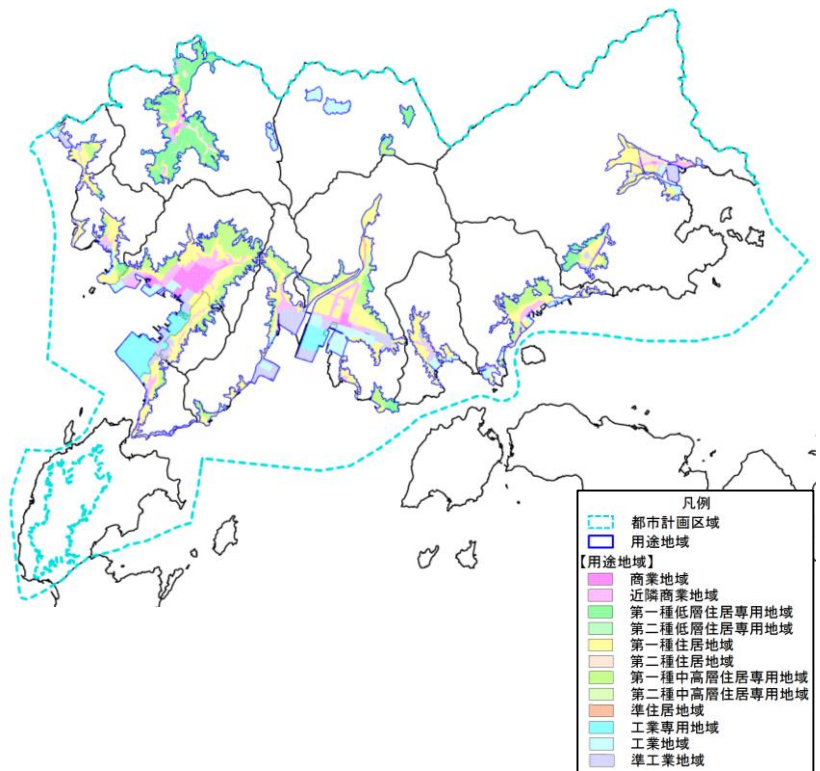 凡例
都市計画区域
用途地域
【用途地域】
商業地域
近隣商業地域
第一種低層住居専用地域
第二種低層住居専用地域
第一種住居地域
第二種住居地域
第一種中高層住居専用地域
第二種中高層住居専用地域
準住居地域
工業専用地域
工業地域
準工業地域